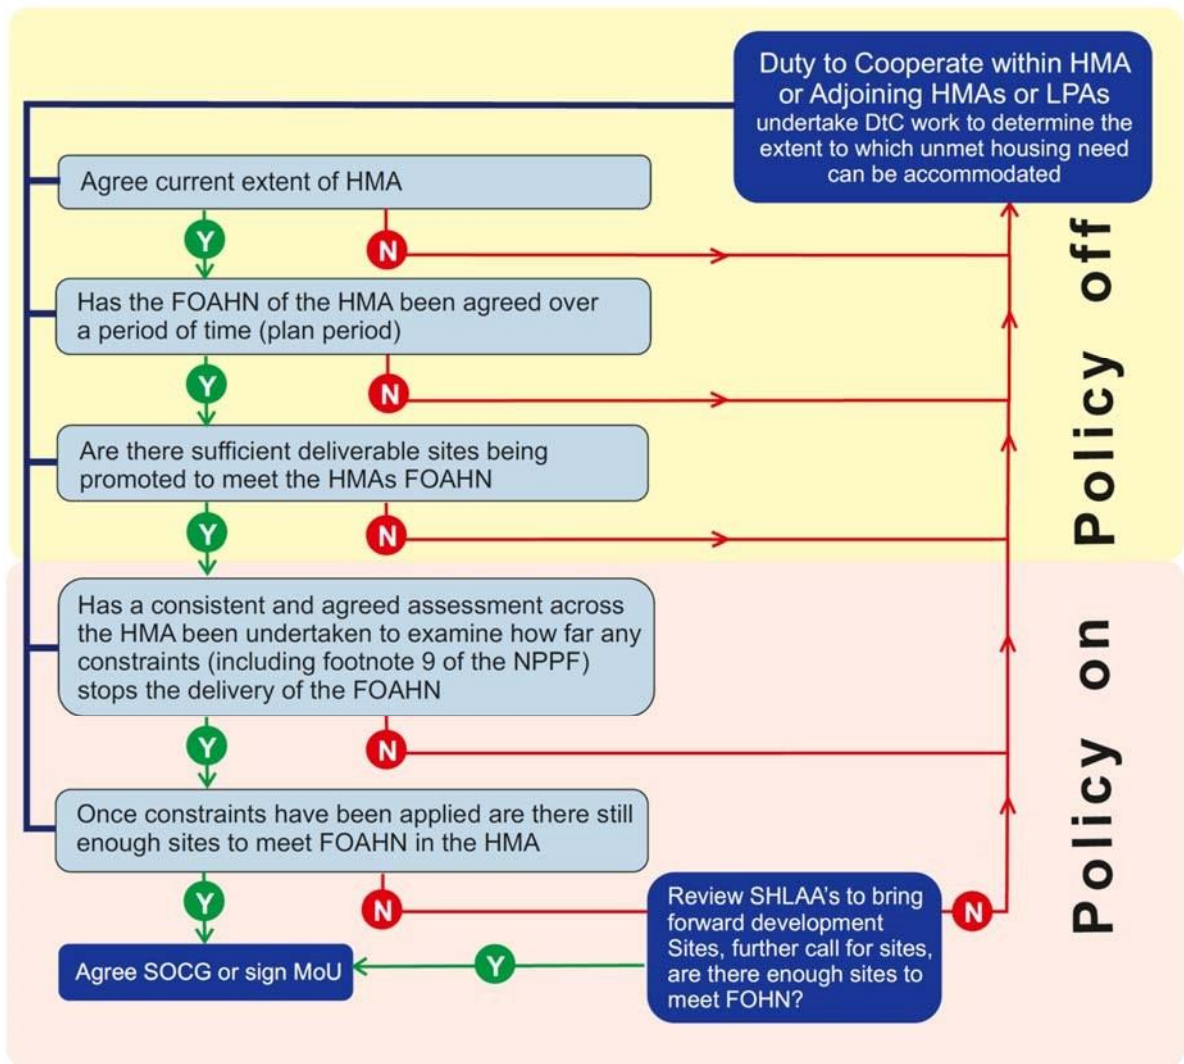 Duty to Cooperate within HMA
or Adjoining HMAs or LPAs
undertake DtC work to determine the
extent to which unmet housing need
can be accommodated
Agree current extent of HMA
Y
N
Has the FOAHN of the HMA been agreed over
a period of time (plan period)
Y
N
Are there sufficient deliverable sites being
promoted to meet the HMAs FOAHN
Y
N
Policy off
Has a consistent and agreed assessment across
the HMA been undertaken to examine how far any
constraints (including footnote 9 of the NPPF)
stops the delivery of the FOAHN
Y
N
Once constraints have been applied are there still
enough sites to meet FOAHN in the HMA
Y
N
Review SHLAA's to bring
forward development
Sites, further call for sites,
are there enough sites to
meet FOHN?
N
Y
Agree SOCG or sign MoU
Policy on